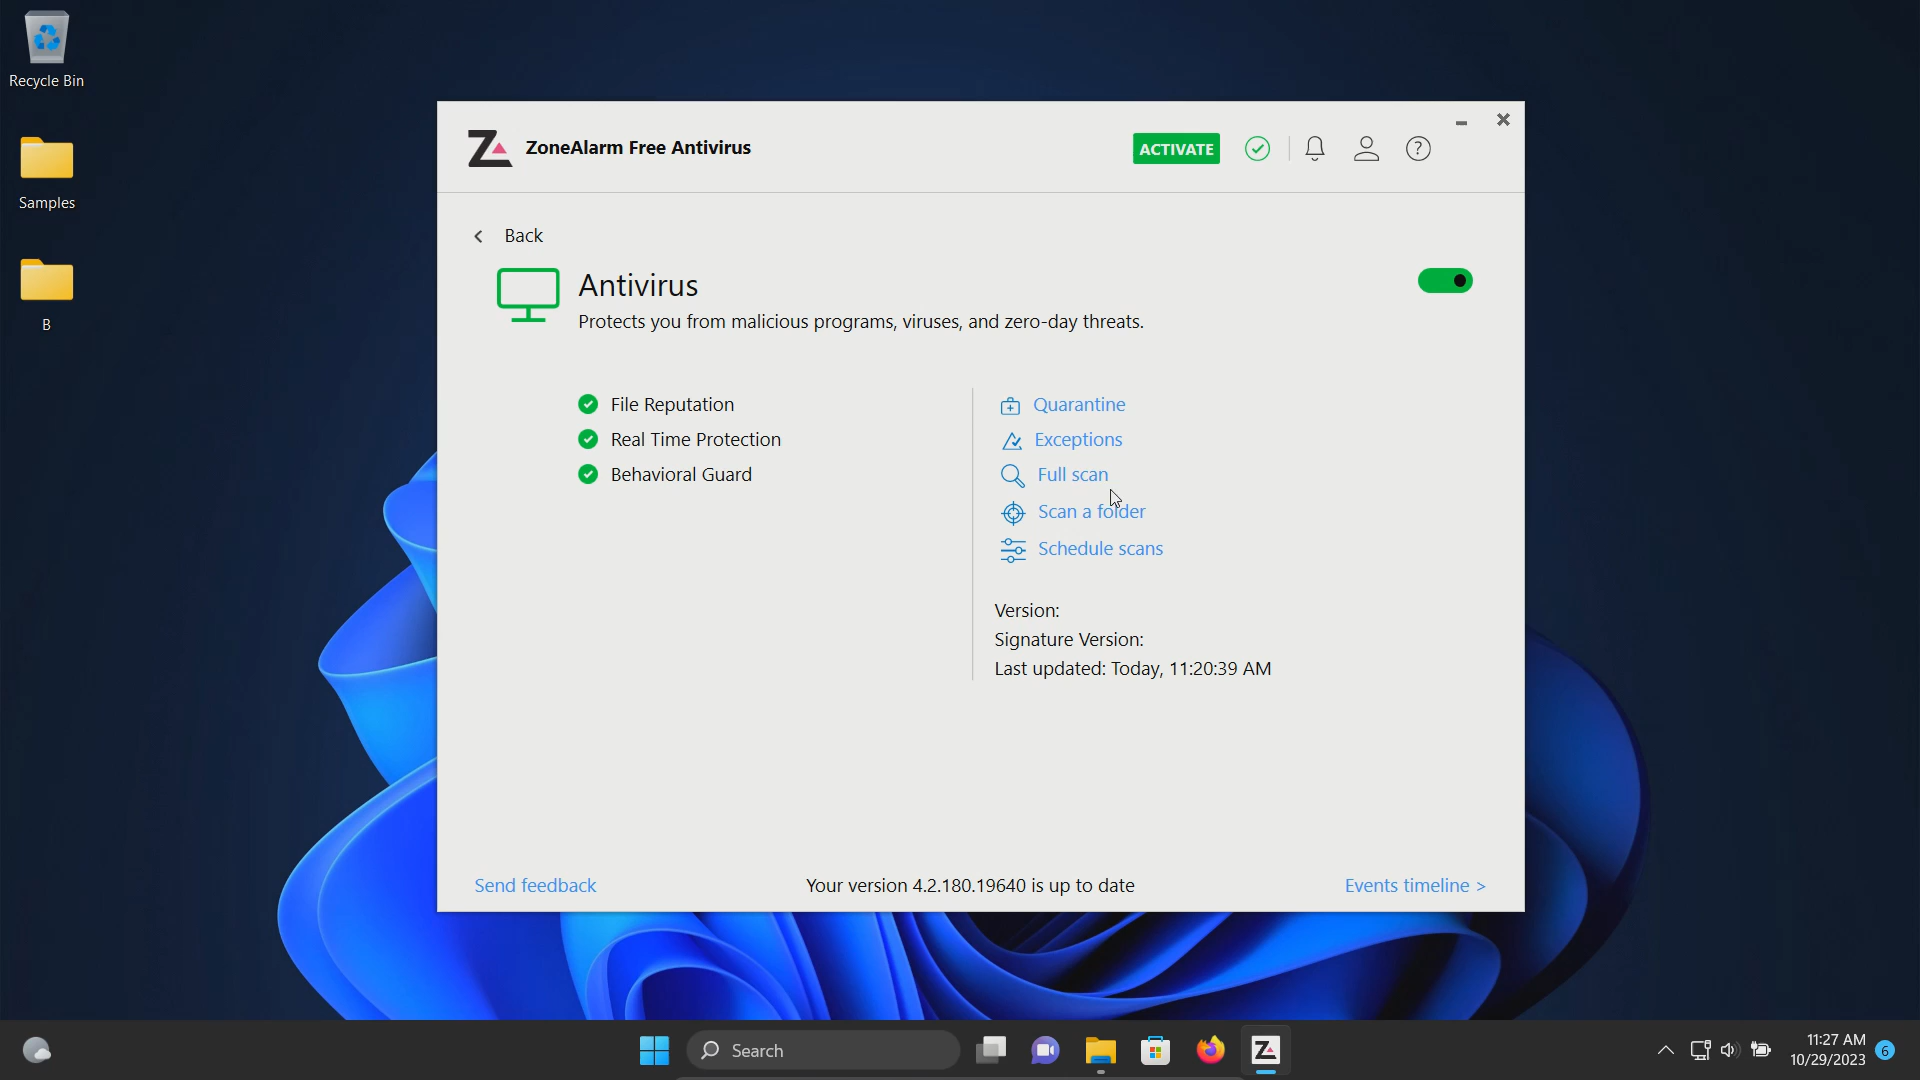 Recycle Bin
Samples
B
ZoneAlarm Free Antivirus
ACTIVATE
Back
Antivirus
Protects you from malicious programs, viruses, and zero-day threats.
File Reputation
Real Time Protection
Behavioral Guard
Quarantine
Exceptions
Full scan
Scan a folder
Schedule scans
Version:
Signature Version:
Last updated: Today, 11:20:39 AM
Send feedback
Your version 4.2.180.19640 is up to date
Events timeline >
Search
11:27 AM
10/29/2023
6